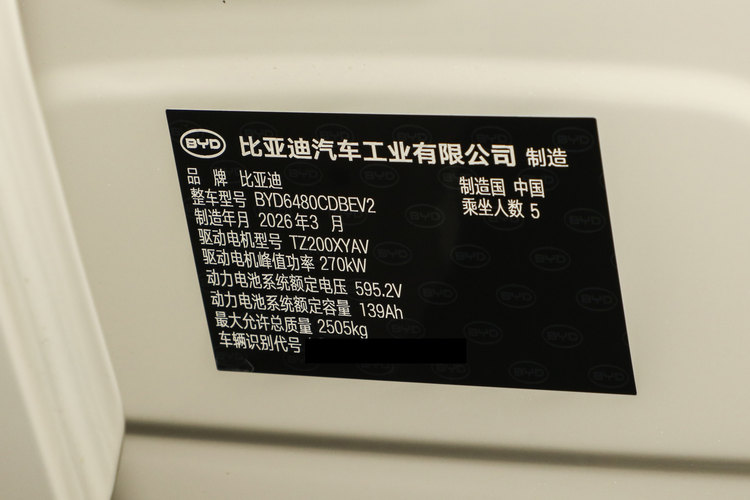 BYD 比亚迪汽车工业有限公司 制造
品 牌 比亚迪
制造国 中国
整车型号 BYD6480CDBEV2
乘坐人数 5
制造年月 2026年3 月
驱动电机型号 TZ200XYAV
驱动电机峰值功率 270kW
动力电池系统额定电压 595.2V
动力电池系统额定容量 139Ah
最大允许总质量 2505kg
车辆识别代号